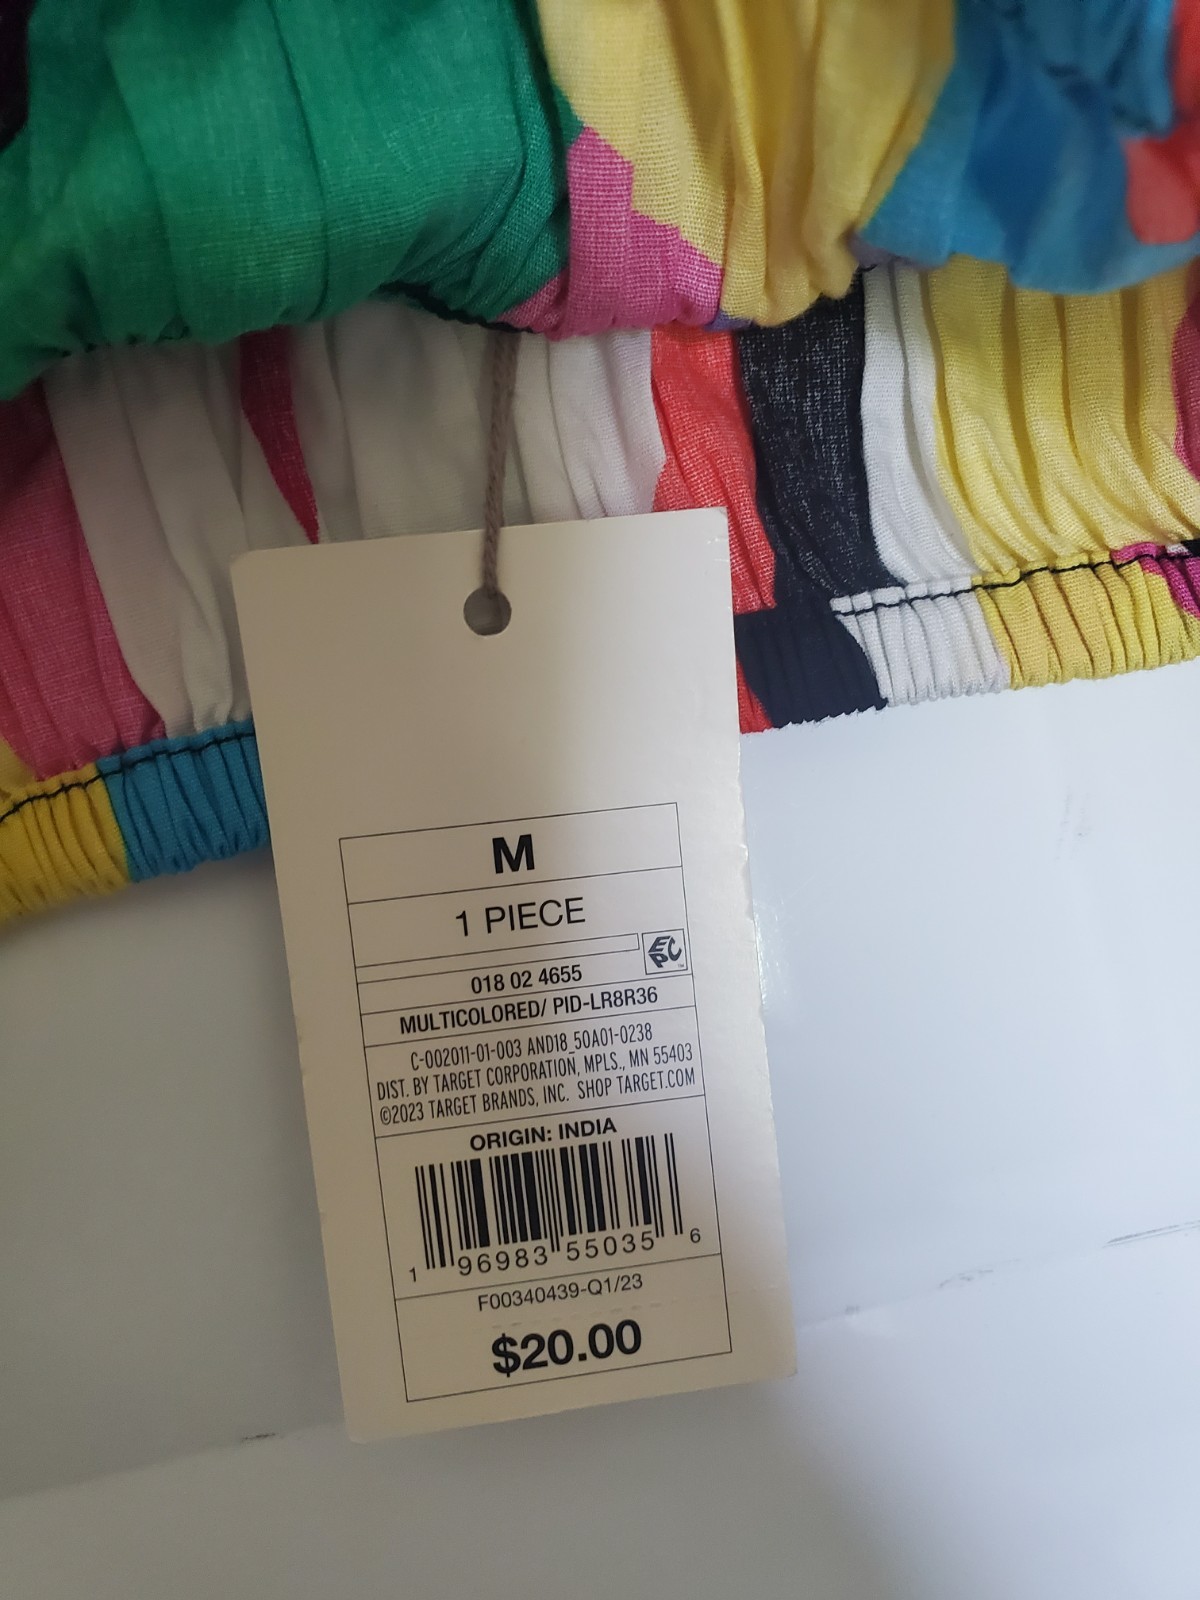 M
1 PIECE
EPC
018 02 4655
MULTICOLORED/ PID-LR8R36
C-002011-01-003 AND18_50A01-0238
DIST. BY TARGET CORPORATION, MPLS., MN 55403
©2023 TARGET BRANDS, INC. SHOP TARGET.COM
ORIGIN: INDIA
1 96983 55035 6
F00340439-Q1/23
$20.00